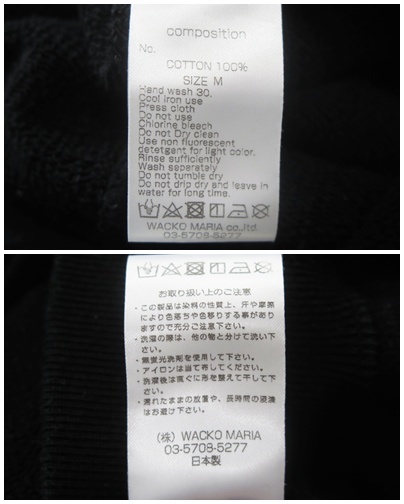 composition
No.
COTTON 100%
SIZE M
Hand wash 30.
Cool iron use
Press cloth
Do not use
Chlorine bleach
Do not Dry clean
Use non fluorescent
detergent for light color.
Rinse sufficiently
Wash separately
Do not tumble dry
Do not drip dry and leave in
water for long time.
WACKO MARIA co.,ltd.
03-5708-5277
お取り扱い上のご注意
・この製品は染料の性質上、汗や摩擦
により色落ちや色移りする事があり
ますので充分ご注意下さい。
・洗濯の際は、他の物と分けて洗い下
さい。
・無蛍光洗剤を使用して下さい。
・アイロンは当て布してください。
・洗濯後は直ぐに形を整えて干して下
さい。
・濡れたままの放置や、長時間の浸漬
はお避け下さい。
(株) WACKO MARIA
03-5708-5277
日本製